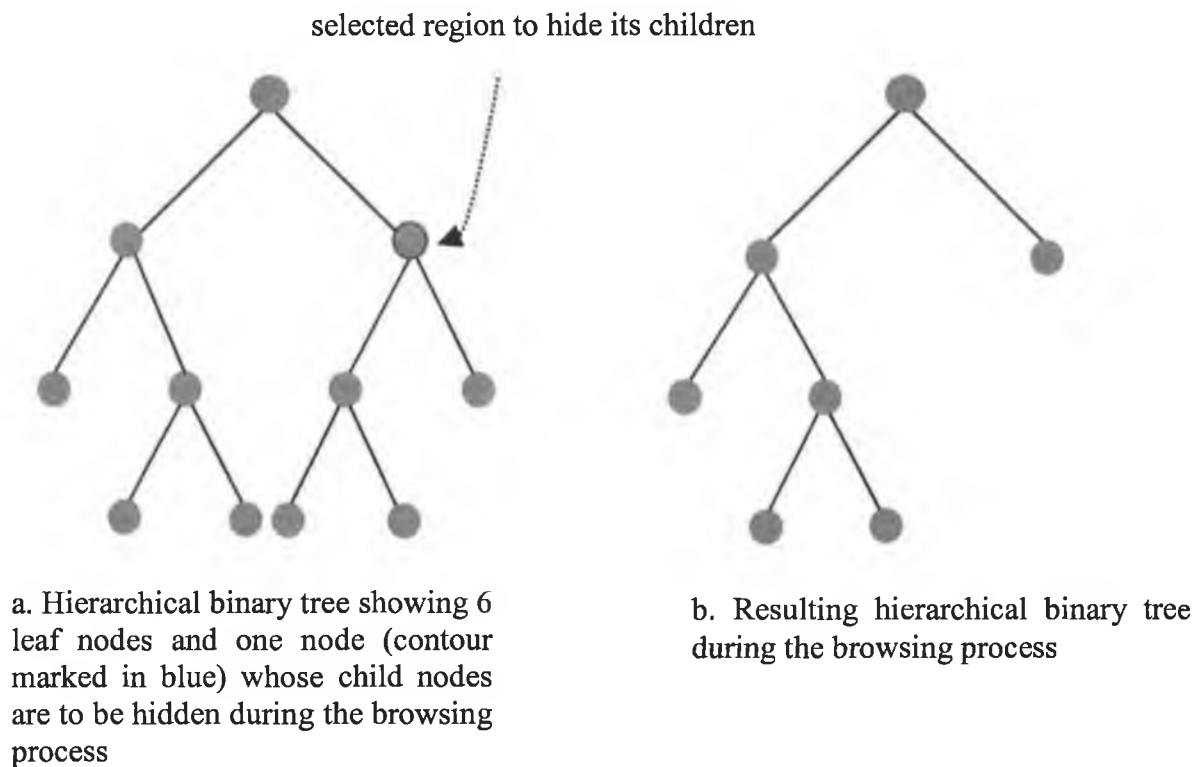 selected region to hide its children
a. Hierarchical binary tree showing 6
leaf nodes and one node (contour
marked in blue) whose child nodes
are to be hidden during the browsing
process
b. Resulting hierarchical binary tree
during the browsing process